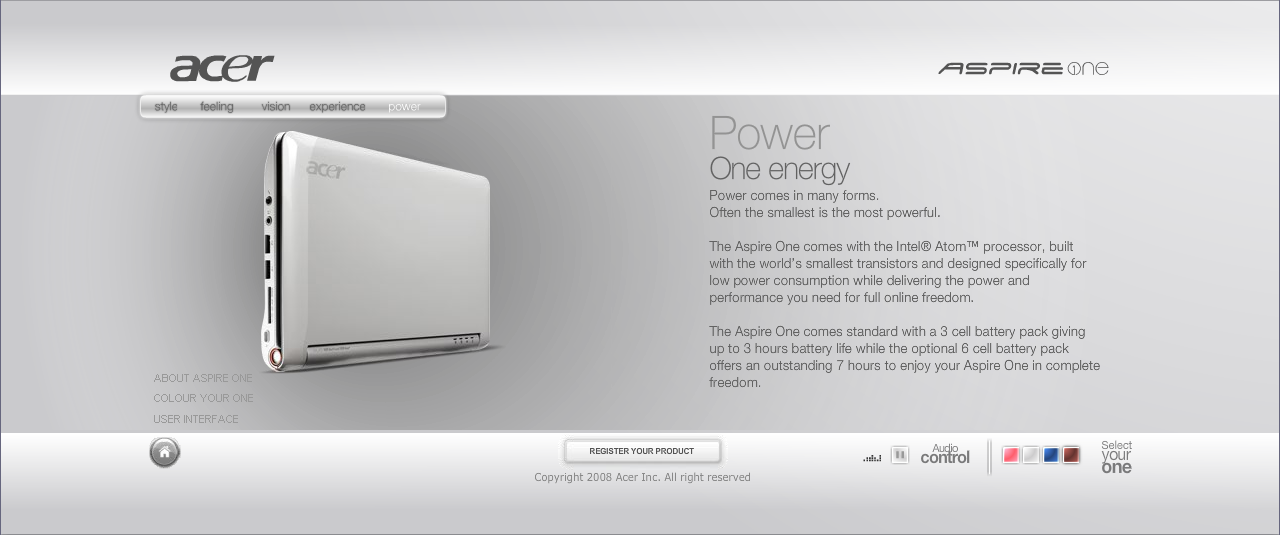 acer
ASPIRE one
style feeling vision experience power
acer
Power
One energy
Power comes in many forms.
Often the smallest is the most powerful.
The Aspire One comes with the Intel® Atom™ processor, built
with the world's smallest transistors and designed specifically for
low power consumption while delivering the power and
performance you need for full online freedom.
The Aspire One comes standard with a 3 cell battery pack giving
up to 3 hours battery life while the optional 6 cell battery pack
offers an outstanding 7 hours to enjoy your Aspire One in complete
freedom.
ABOUT ASPIRE ONE
COLOUR YOUR ONE
USER INTERFACE
REGISTER YOUR PRODUCT
Copyright 2008 Acer Inc. All right reserved
Audio
control
Select
your
one